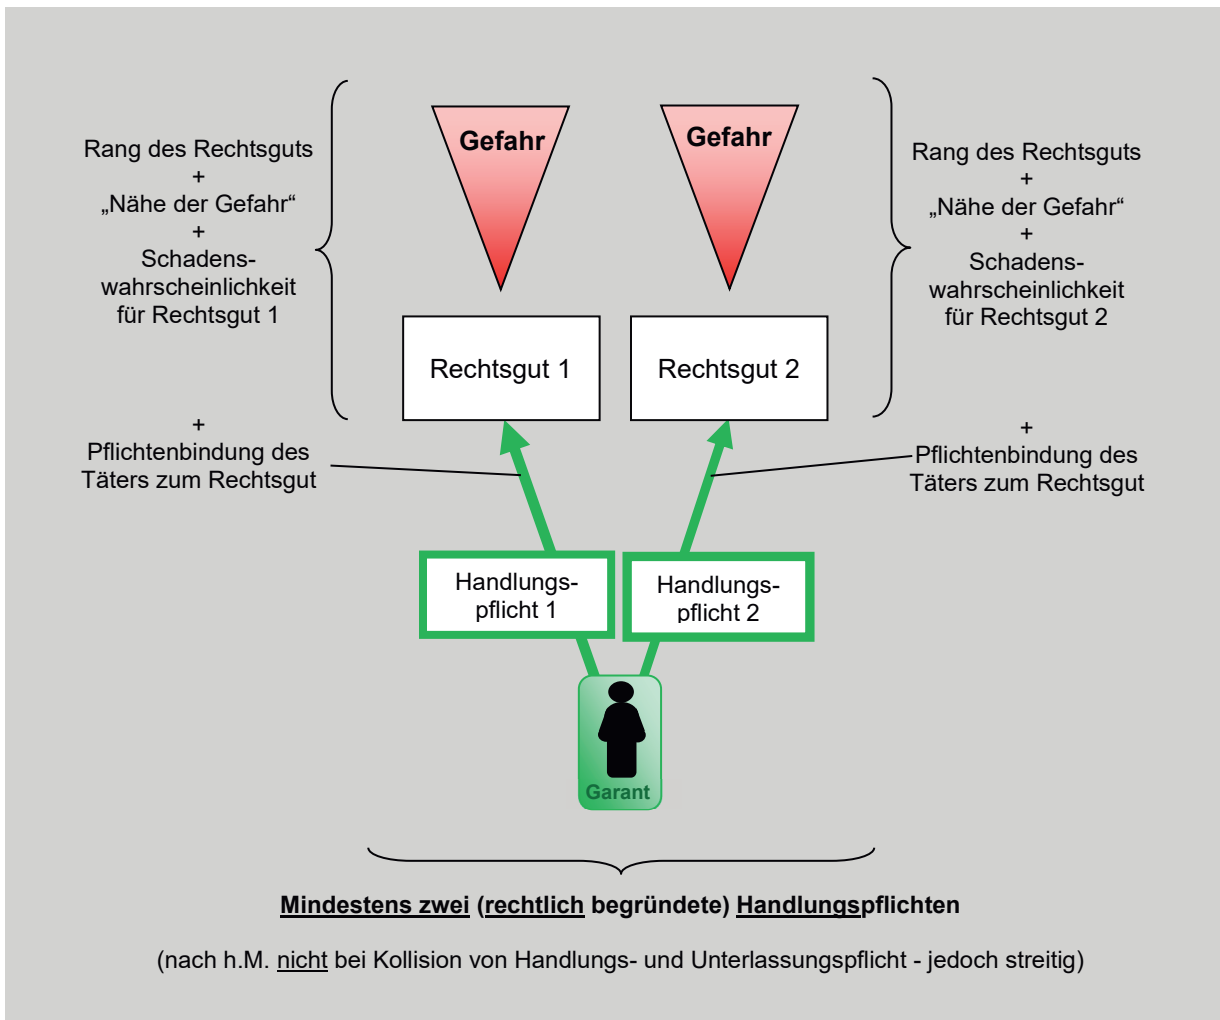 Gefahr
Gefahr
Rang des Rechtsguts
+
„Nähe der Gefahr“
+
Schadens-
wahrscheinlichkeit
für Rechtsgut 1
Rang des Rechtsguts
+
„Nähe der Gefahr“
+
Schadens-
wahrscheinlichkeit
für Rechtsgut 2
Rechtsgut 1
Rechtsgut 2
+
Pflichtenbindung des
Täters zum Rechtsgut
+
Pflichtenbindung des
Täters zum Rechtsgut
Handlungs-
pflicht 1
Handlungs-
pflicht 2
Garant
Mindestens zwei (rechtlich begründete) Handlungspflichten
(nach h.M. nicht bei Kollision von Handlungs- und Unterlassungspflicht - jedoch streitig)